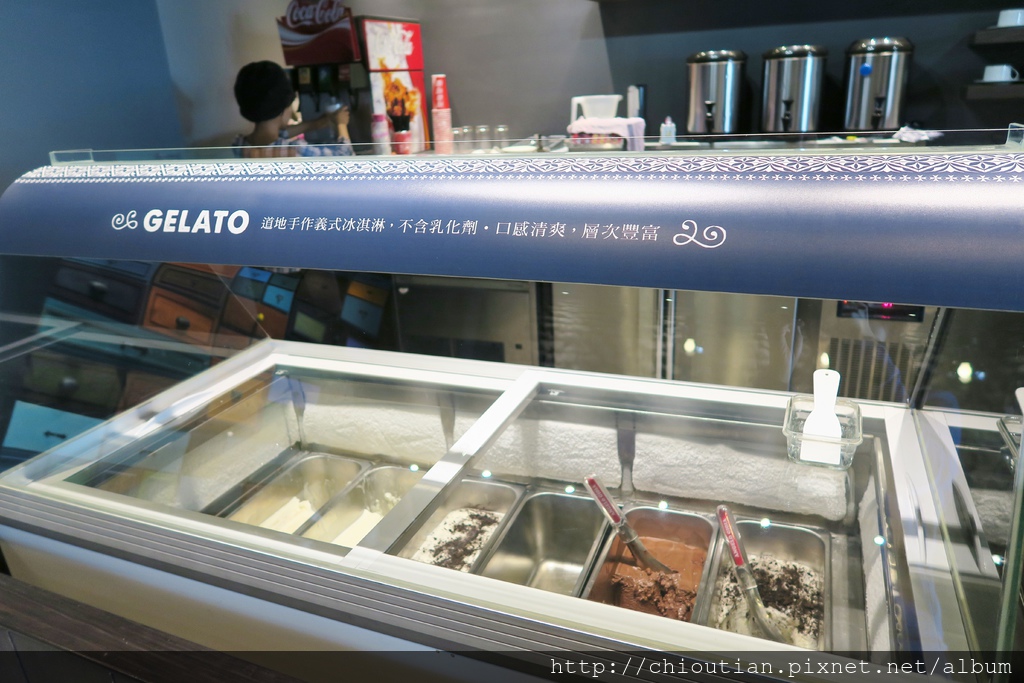 Coca-Cola
GELATO 道地手作義式冰淇淋,不含乳化劑・口感清爽,層次豐富
http://chioutian.pixnet.net/album